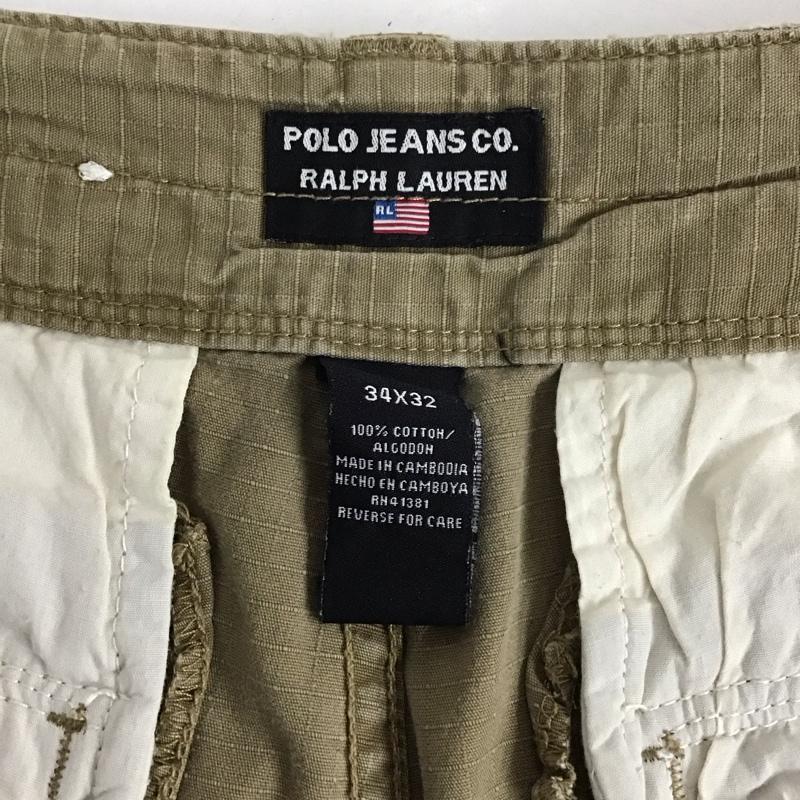 POLO JEANS CO.
RALPH LAUREN
RL
34X32
100% COTTON/
ALGODON
MADE IN CAMBODIA
HECHO EN CAMBOYA
RN41381
REVERSE FOR CARE